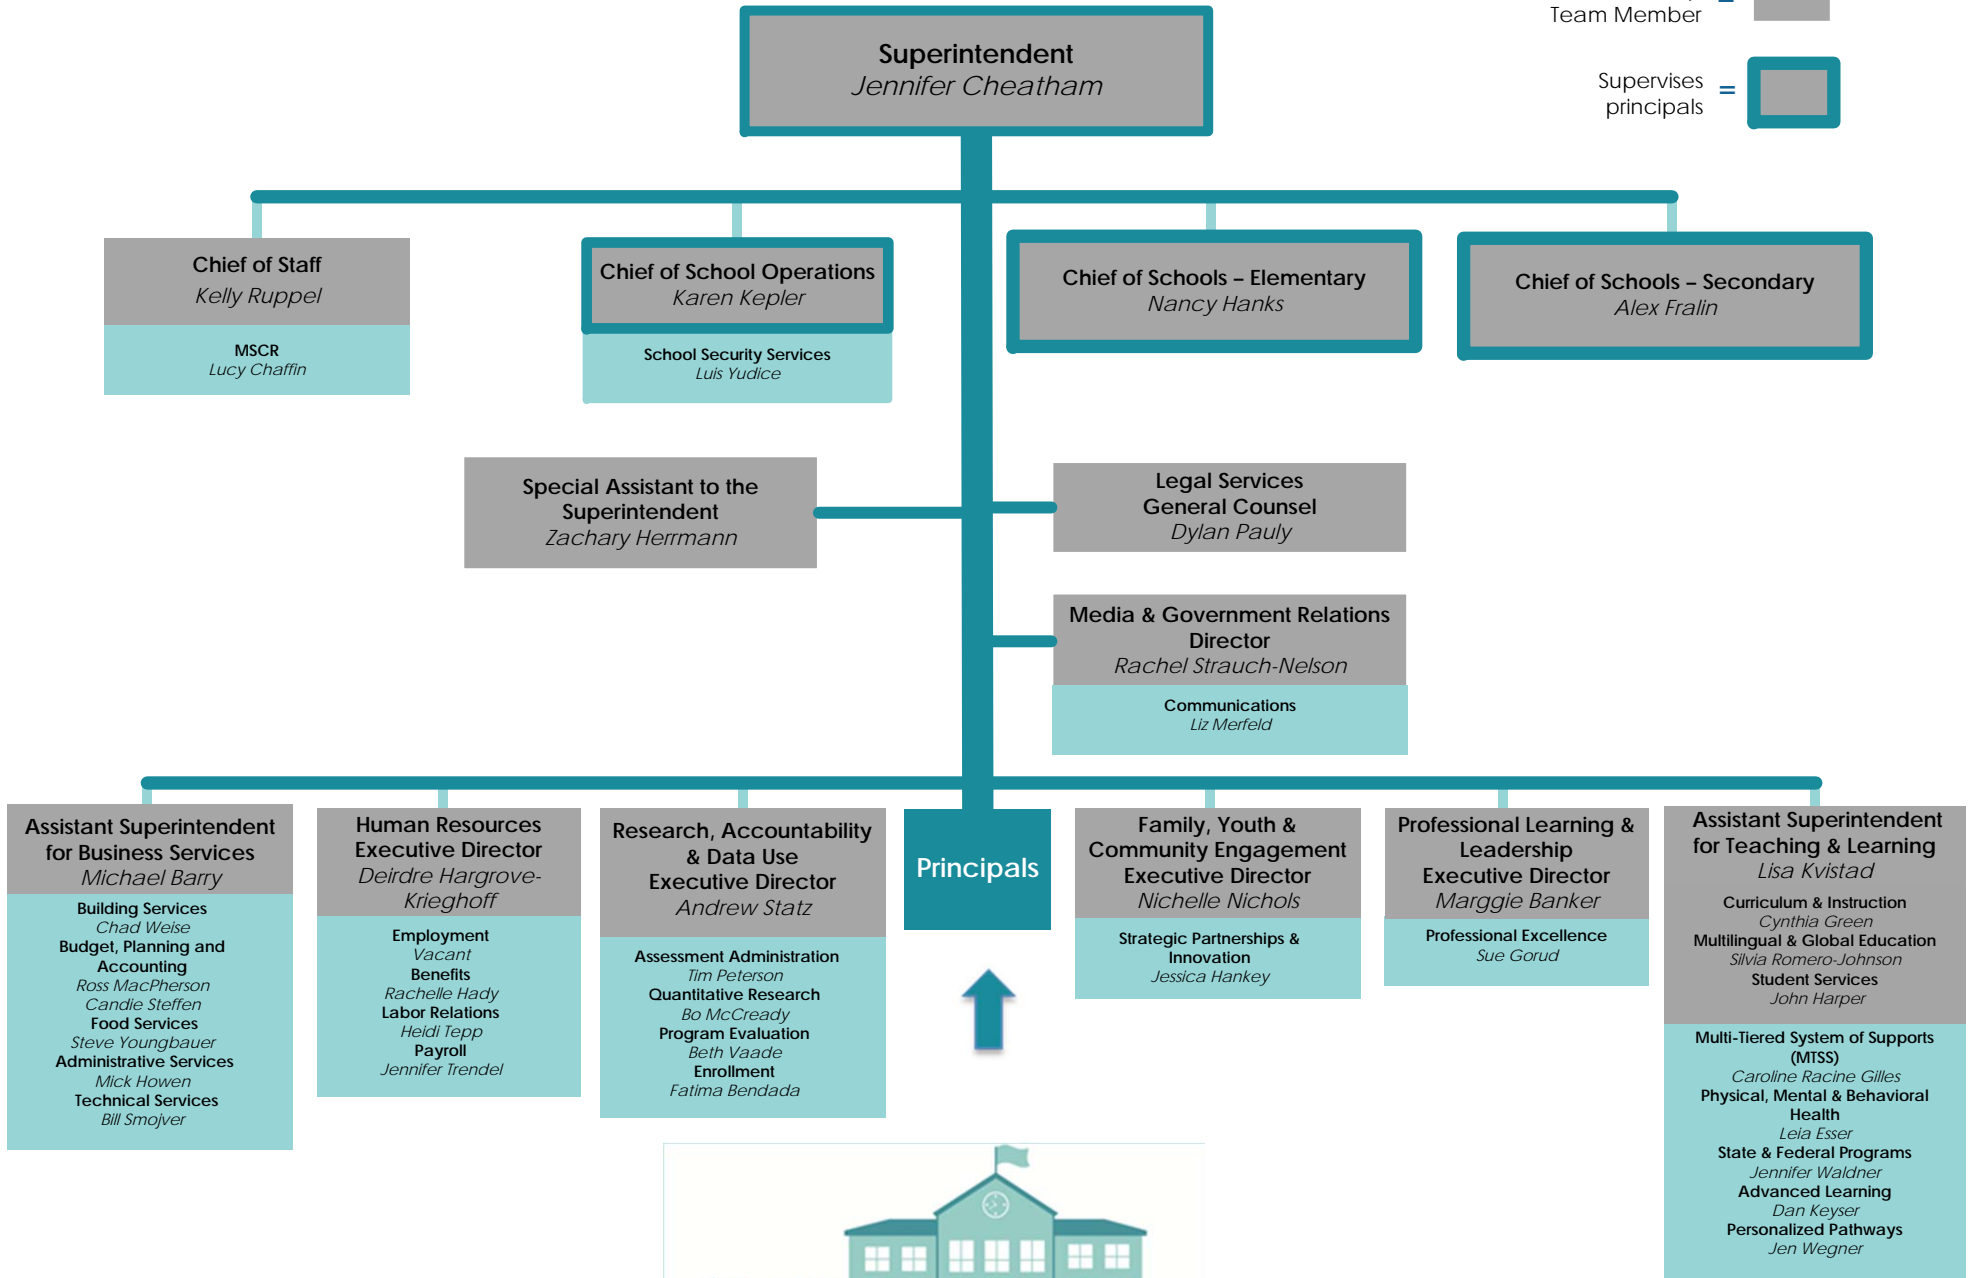 Team Member =
Supervises
principals =
Superintendent
Jennifer Cheatham
Chief of Staff
Kelly Ruppel
MSCR
Lucy Chaffin
Chief of School Operations
Karen Kepler
School Security Services
Luis Yudice
Chief of Schools – Elementary
Nancy Hanks
Chief of Schools – Secondary
Alex Fralin
Special Assistant to the
Superintendent
Zachary Herrmann
Legal Services
General Counsel
Dylan Pauly
Media & Government Relations
Director
Rachel Strauch-Nelson
Communications
Liz Merfeld
Assistant Superintendent
for Business Services
Michael Barry
Building Services
Chad Weise
Budget, Planning and
Accounting
Ross MacPherson
Candie Steffen
Food Services
Steve Youngbauer
Administrative Services
Mick Howen
Technical Services
Bill Smojver
Human Resources
Executive Director
Deirdre Hargrove-
Krieghoff
Employment
Vacant
Benefits
Rachelle Hady
Labor Relations
Heidi Tepp
Payroll
Jennifer Trendel
Research, Accountability
& Data Use
Executive Director
Andrew Statz
Assessment Administration
Tim Peterson
Quantitative Research
Bo McCready
Program Evaluation
Beth Vaade
Enrollment
Fatima Bendada
Principals
Family, Youth &
Community Engagement
Executive Director
Nichelle Nichols
Strategic Partnerships &
Innovation
Jessica Hankey
Professional Learning &
Leadership
Executive Director
Marggie Banker
Professional Excellence
Sue Gorud
Assistant Superintendent
for Teaching & Learning
Lisa Kvistad
Curriculum & Instruction
Cynthia Green
Multilingual & Global Education
Silvia Romero-Johnson
Student Services
John Harper
Multi-Tiered System of Supports
(MTSS)
Caroline Racine Gilles
Physical, Mental & Behavioral
Health
Leia Esser
State & Federal Programs
Jennifer Waldner
Advanced Learning
Dan Keyser
Personalized Pathways
Jen Wegner